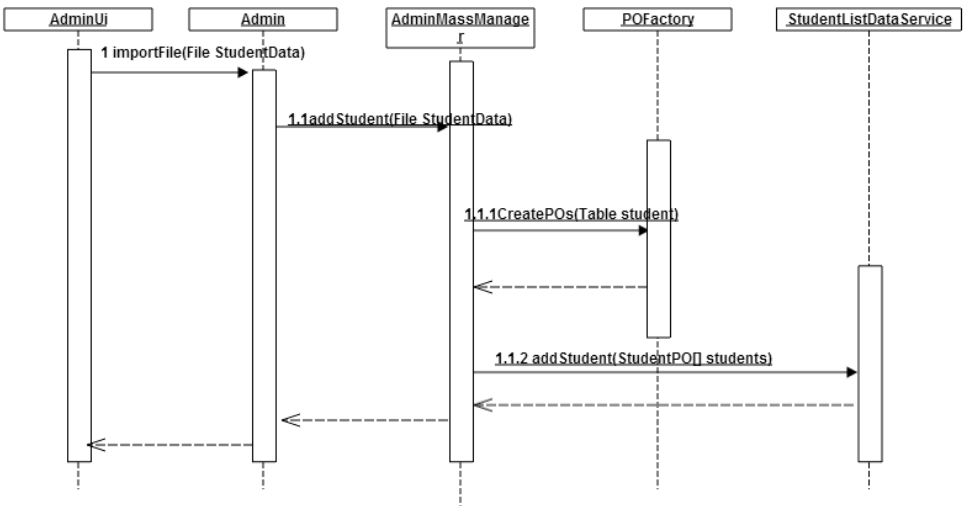 AdminUi
Admin
AdminMassManage
r
POFactory
StudentListDataService
1 importFile(File StudentData)
1.1addStudent(File StudentData)
1.1.1CreatePOs(Table student)
1.1.2 addStudent(StudentPO[] students)